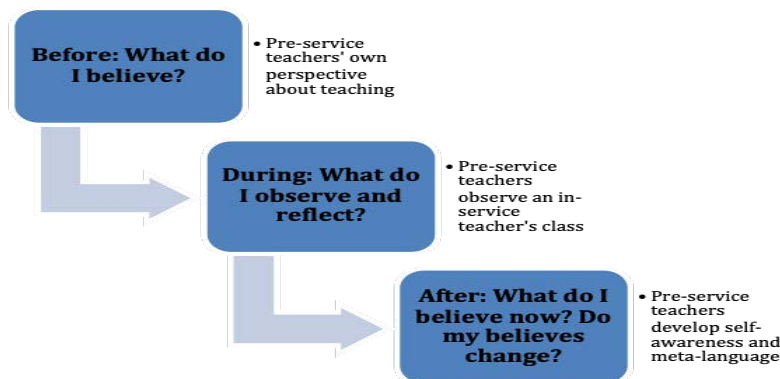 Before: What do
I believe?
• Pre-service
teachers' own
perspective
about teaching
During: What do
I observe and
reflect?
• Pre-service
teachers
observe an in-
service
teacher's class
After: What do I
believe now? Do
my believes
change?
• Pre-service
teachers
develop self-
awareness and
meta-language